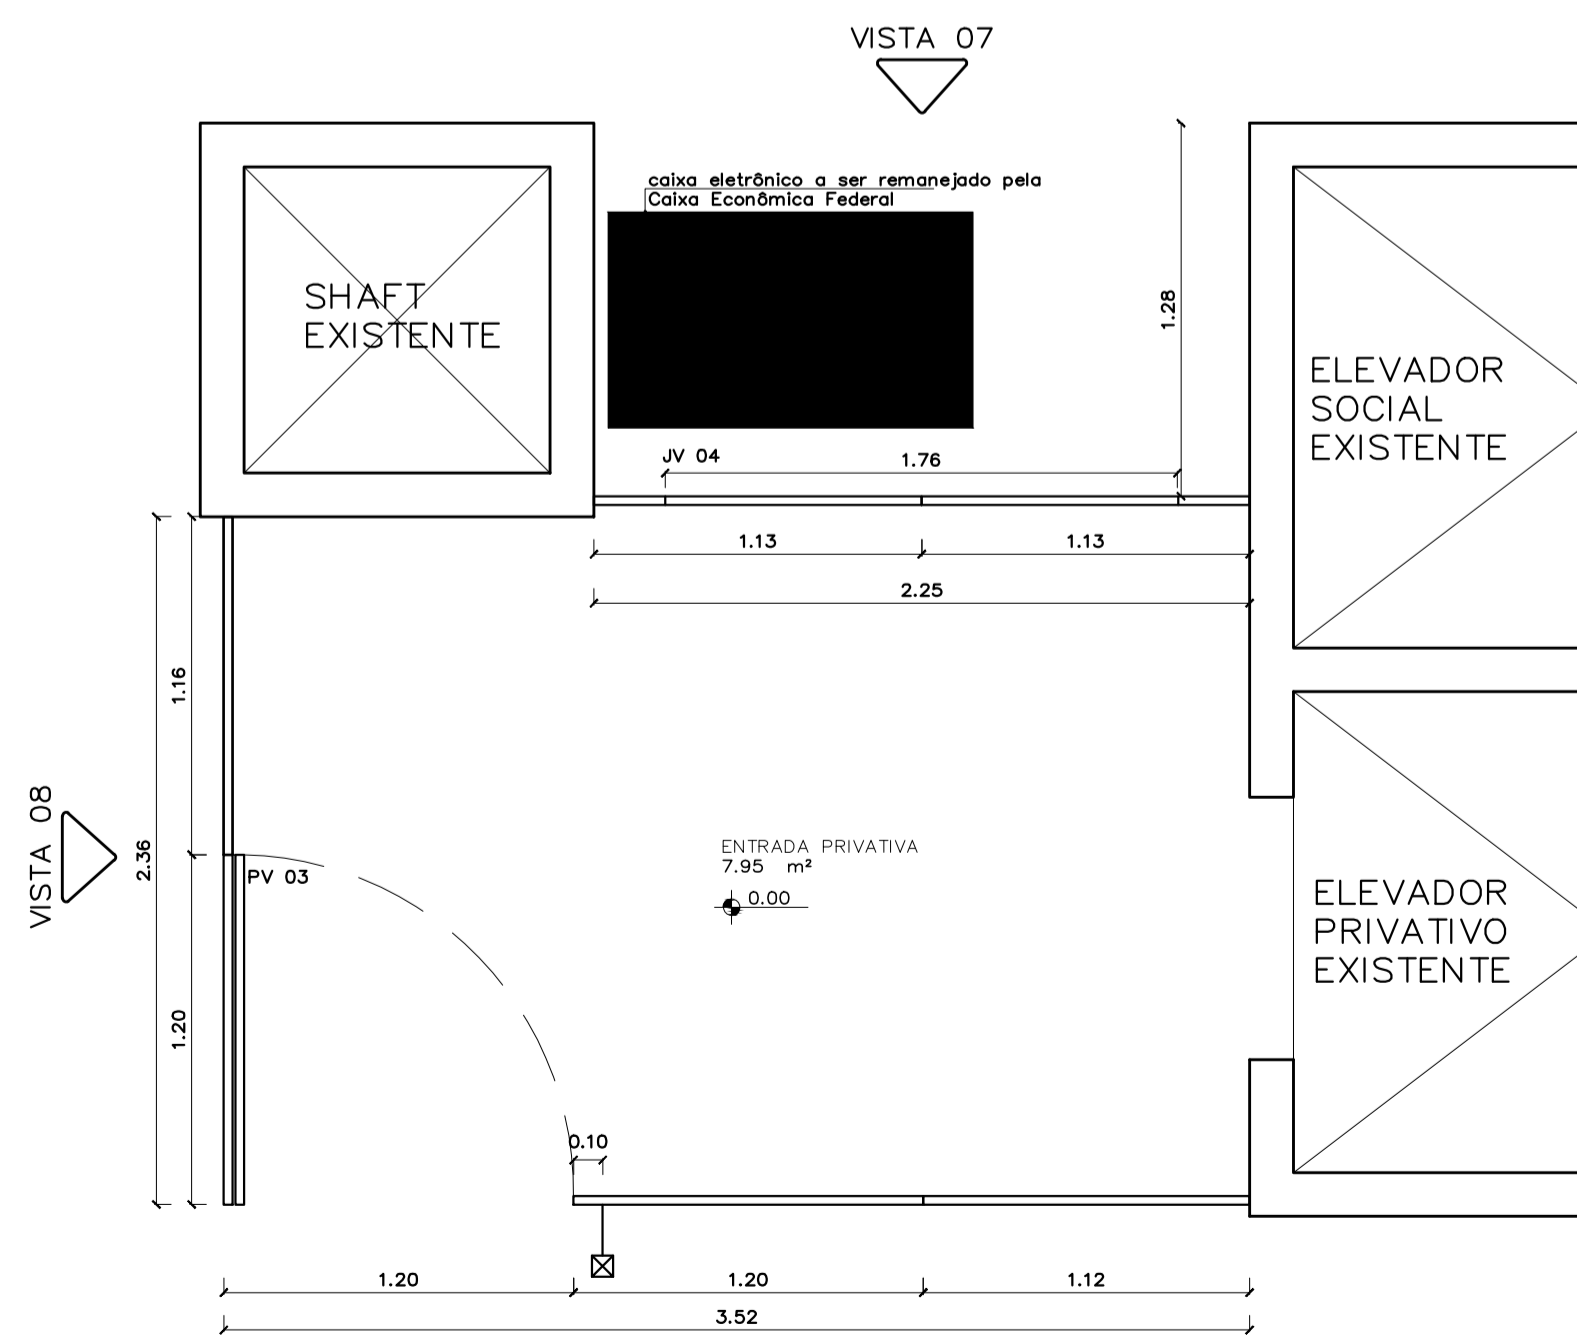 VISTA 07
caixa eletrônico a ser remanejado pela
Caixa Econômica Federal
SHAFT
EXISTENTE
1.28
ELEVADOR
SOCIAL
EXISTENTE
JV 04
1.76
1.13
1.13
2.25
1.16
VISTA 08
2.36
PV 03
ENTRADA PRIVATIVA
7.95 m²
0.00
ELEVADOR
PRIVATIVO
EXISTENTE
1.20
0.10
1.20
1.20
1.12
3.52